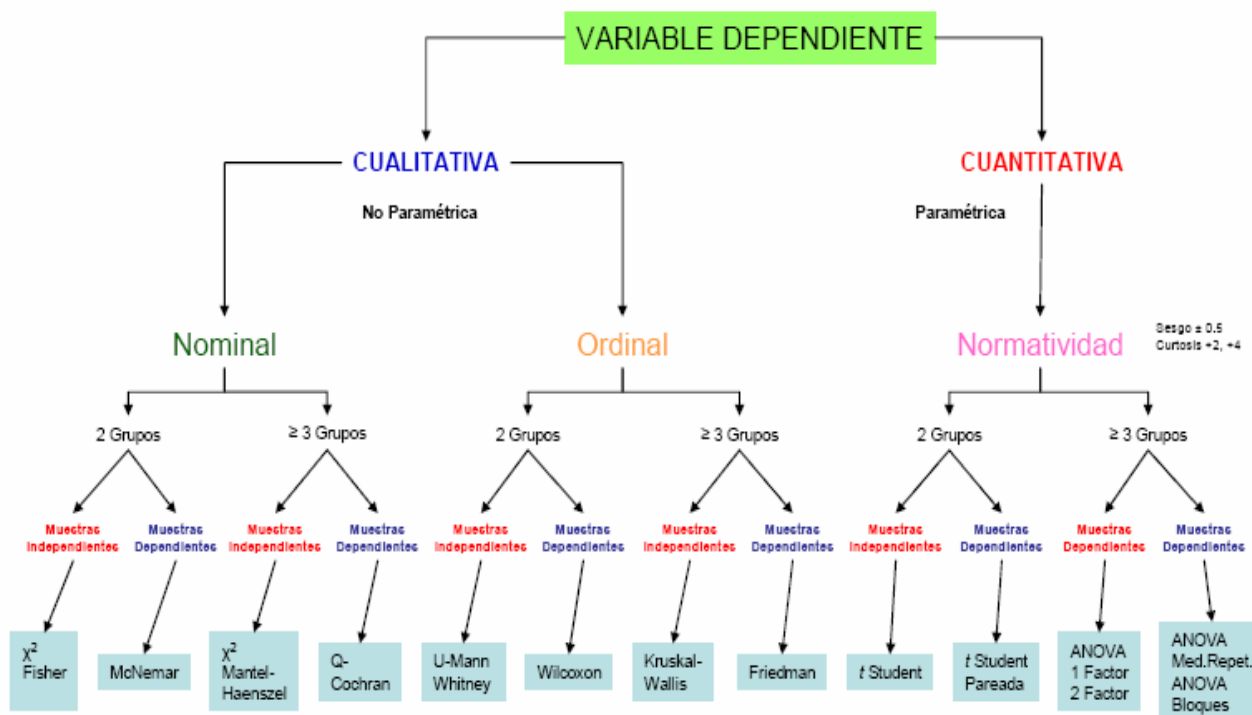 VARIABLE DEPENDIENTE
CUALITATIVA
CUANTITATIVA
No Paramétrica
Paramétrica
Nominal
Ordinal
Normatividad
Sesgo ± 0.5
Curtosis +2, +4
2 Grupos
≥ 3 Grupos
2 Grupos
≥ 3 Grupos
2 Grupos
≥ 3 Grupos
Muestras
Independientes
Muestras
Dependientes
Muestras
Independientes
Muestras
Dependientes
Muestras
Independientes
Muestras
Dependientes
Muestras
Independientes
Muestras
Dependientes
Muestras
Independientes
Muestras
Dependientes
Muestras
Dependientes
Muestras
Dependientes
χ²
Fisher
McNemar
χ²
Mantel-
Haenszel
Q-
Cochran
U-Mann
Whitney
Wilcoxon
Kruskal-
Wallis
Friedman
t Student
t Student
Pareada
ANOVA
1 Factor
2 Factor
ANOVA
Med.Repet.
ANOVA
Bloques